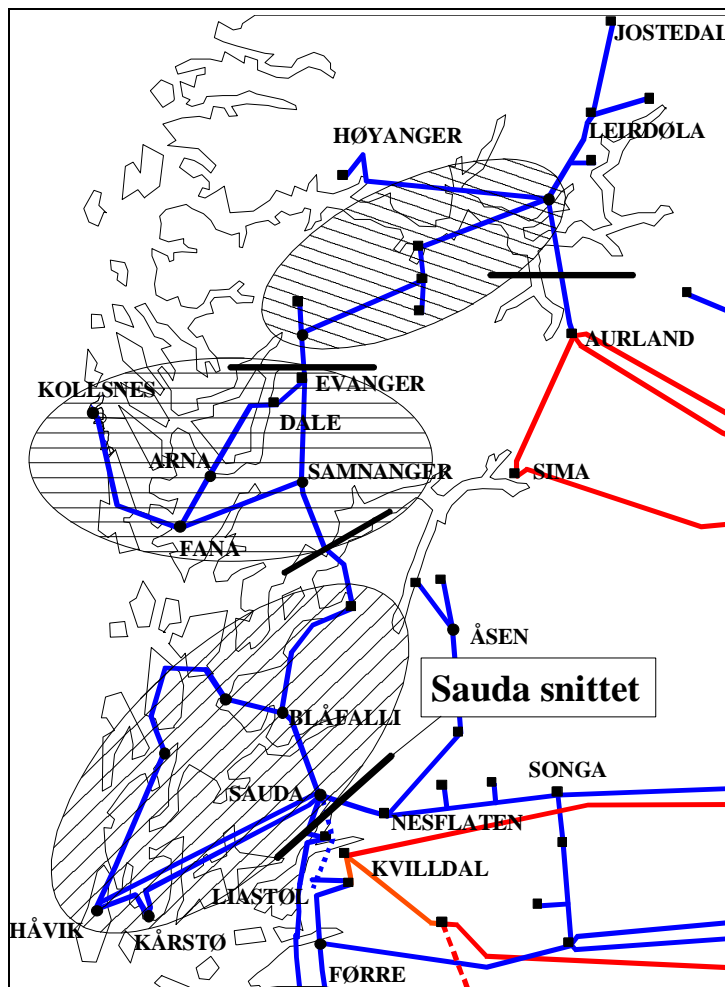 JOSTEDAL
LEIRDØLA
HØYANGER
AURLAND
EVANGER
KOLLSNES
DALE
ARNA
SAMNANGER
SIMA
FANA
ÅSEN
Sauda snittet
BLÅFALLI
SONGA
SAUDA
NESFLATEN
KVILLDAL
LIASTØL
HÅVIK
KÅRSTØ
FØRRE